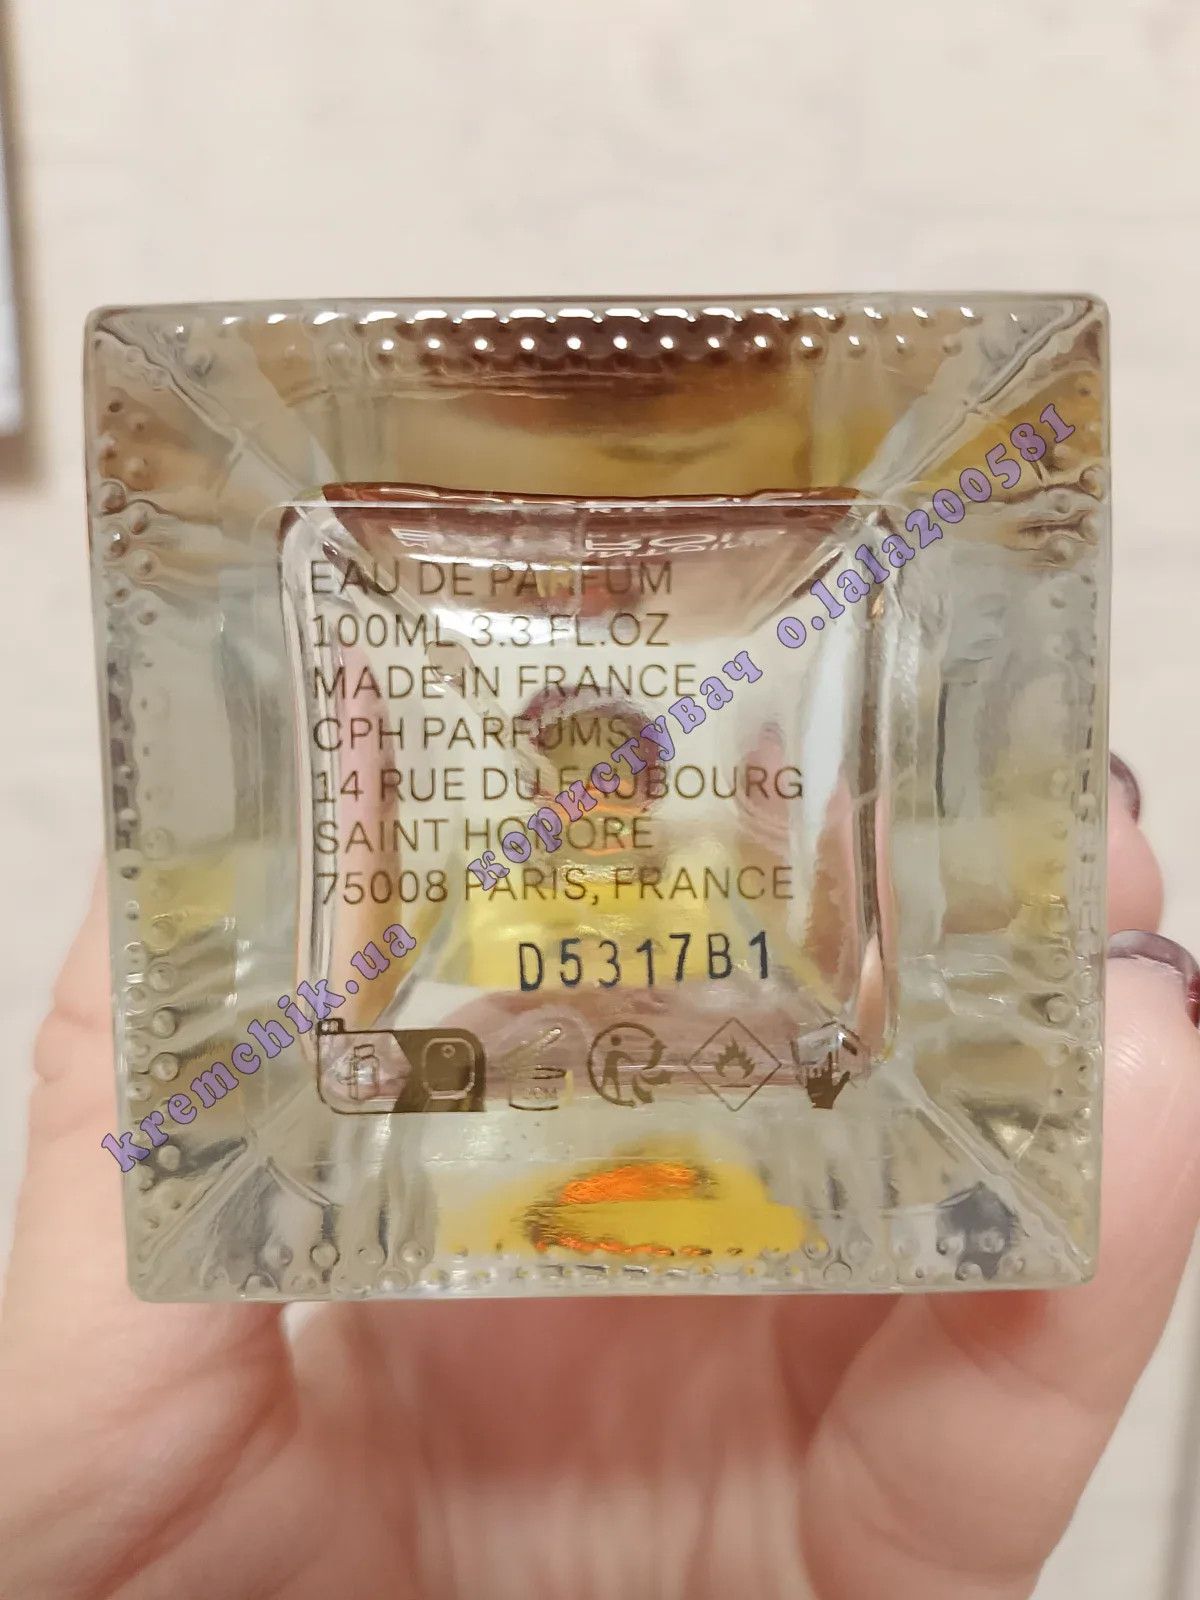 EAU DE PARFUM
100ML 3.3 FL.OZ
MADE IN FRANCE
CPH PARFUMS
14 RUE DU FAUBOURG
SAINT HONORÉ
75008 PARIS, FRANCE
D5317B1
kremchik.ua користувач o.lala200581